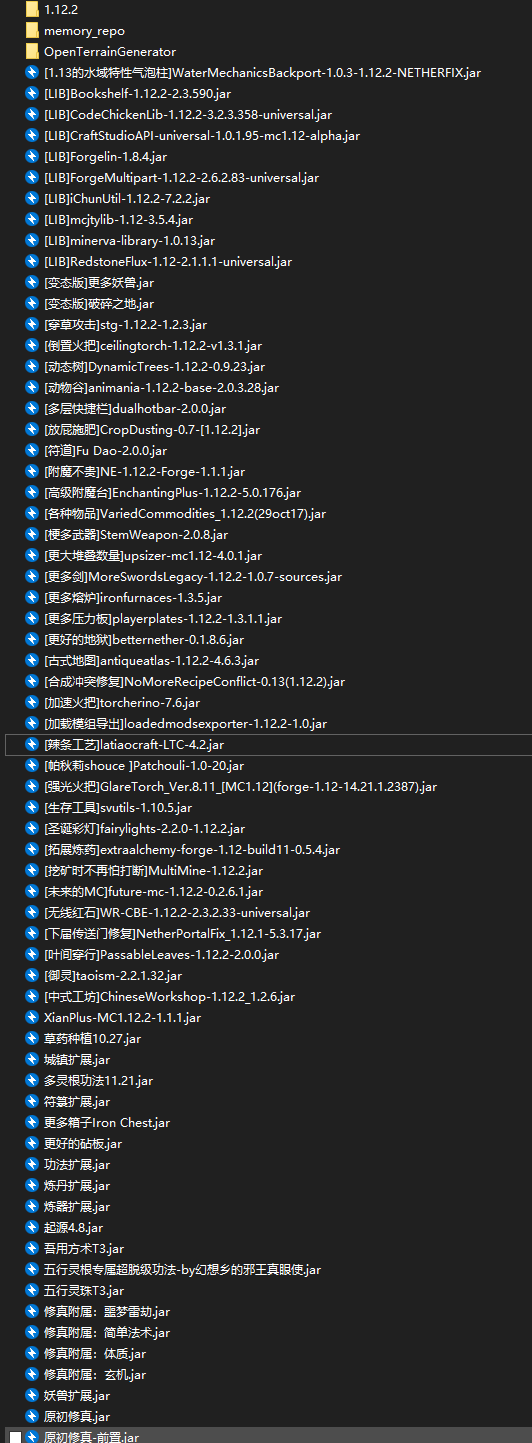 1.12.2
memory_repo
OpenTerrainGenerator
[1.13的水域特性气泡柱]WaterMechanicsBackport-1.0.3-1.12.2-NETHERFIX.jar
[LIB]Bookshelf-1.12.2-2.3.590.jar
[LIB]CodeChickenLib-1.12.2-3.2.3.358-universal.jar
[LIB]CraftStudioAPI-universal-1.0.1.95-mc1.12-alpha.jar
[LIB]Forgelin-1.8.4.jar
[LIB]ForgeMultipart-1.12.2-2.6.2.83-universal.jar
[LIB]iChunUtil-1.12.2-7.2.2.jar
[LIB]mcjtylib-1.12-3.5.4.jar
[LIB]minerva-library-1.0.13.jar
[LIB]RedstoneFlux-1.12-2.1.1.1-universal.jar
[变态版]更多妖兽.jar
[变态版]破碎之地.jar
[穿草攻击]stg-1.12.2-1.2.3.jar
[倒置火把]ceilingtorch-1.12.2-v1.3.1.jar
[动态树]DynamicTrees-1.12.2-0.9.23.jar
[动物谷]animania-1.12.2-base-2.0.3.28.jar
[多层快捷栏]dualhotbar-2.0.0.jar
[放屁施肥]CropDusting-0.7-[1.12.2].jar
[符道]Fu Dao-2.0.0.jar
[附魔不贵]NE-1.12.2-Forge-1.1.1.jar
[高级附魔台]EnchantingPlus-1.12.2-5.0.176.jar
[各种物品]VariedCommodities_1.12.2(29oct17).jar
[梗多武器]StemWeapon-2.0.8.jar
[更大堆叠数量]upsizer-mc1.12-4.0.1.jar
[更多剑]MoreSwordsLegacy-1.12.2-1.0.7-sources.jar
[更多熔炉]ironfurnaces-1.3.5.jar
[更多压力板]playerplates-1.12.2-1.3.1.1.jar
[更好的地狱]betternether-0.1.8.6.jar
[古式地图]antiqueatlas-1.12.2-4.6.3.jar
[合成冲突修复]NoMoreRecipeConflict-0.13(1.12.2).jar
[加速火把]torcherino-7.6.jar
[加载模组导出]loadedmodsexporter-1.12.2-1.0.jar
[辣条工艺]latiaocraft-LTC-4.2.jar
[帕秋莉shouce ]Patchouli-1.0-20.jar
[强光火把]GlareTorch_Ver.8.11_[MC1.12](forge-1.12-14.21.1.2387).jar
[生存工具]svutils-1.10.5.jar
[圣诞彩灯]fairylights-2.2.0-1.12.2.jar
[拓展炼药]extraalchemy-forge-1.12-build11-0.5.4.jar
[挖矿时不再怕打断]MultiMine-1.12.2.jar
[未来的MC]future-mc-1.12.2-0.2.6.1.jar
[无线红石]WR-CBE-1.12.2-2.3.2.33-universal.jar
[下届传送门修复]NetherPortalFix_1.12.1-5.3.17.jar
[叶间穿行]PassableLeaves-1.12.2-2.0.0.jar
[御灵]taoism-2.2.1.32.jar
[中式工坊]ChineseWorkshop-1.12.2_1.2.6.jar
XianPlus-MC1.12.2-1.1.1.jar
草药种植10.27.jar
城镇扩展.jar
多灵根功法11.21.jar
符箓扩展.jar
更多箱子Iron Chest.jar
更好的砧板.jar
功法扩展.jar
炼丹扩展.jar
炼器扩展.jar
起源4.8.jar
吾用方术T3.jar
五行灵根专属超脱级功法-by幻想乡的邪王真眼使.jar
五行灵珠T3.jar
修真附属：噩梦雷劫.jar
修真附属：简单法术.jar
修真附属：体质.jar
修真附属：玄机.jar
妖兽扩展.jar
原初修真.jar
原初修真-前置.jar